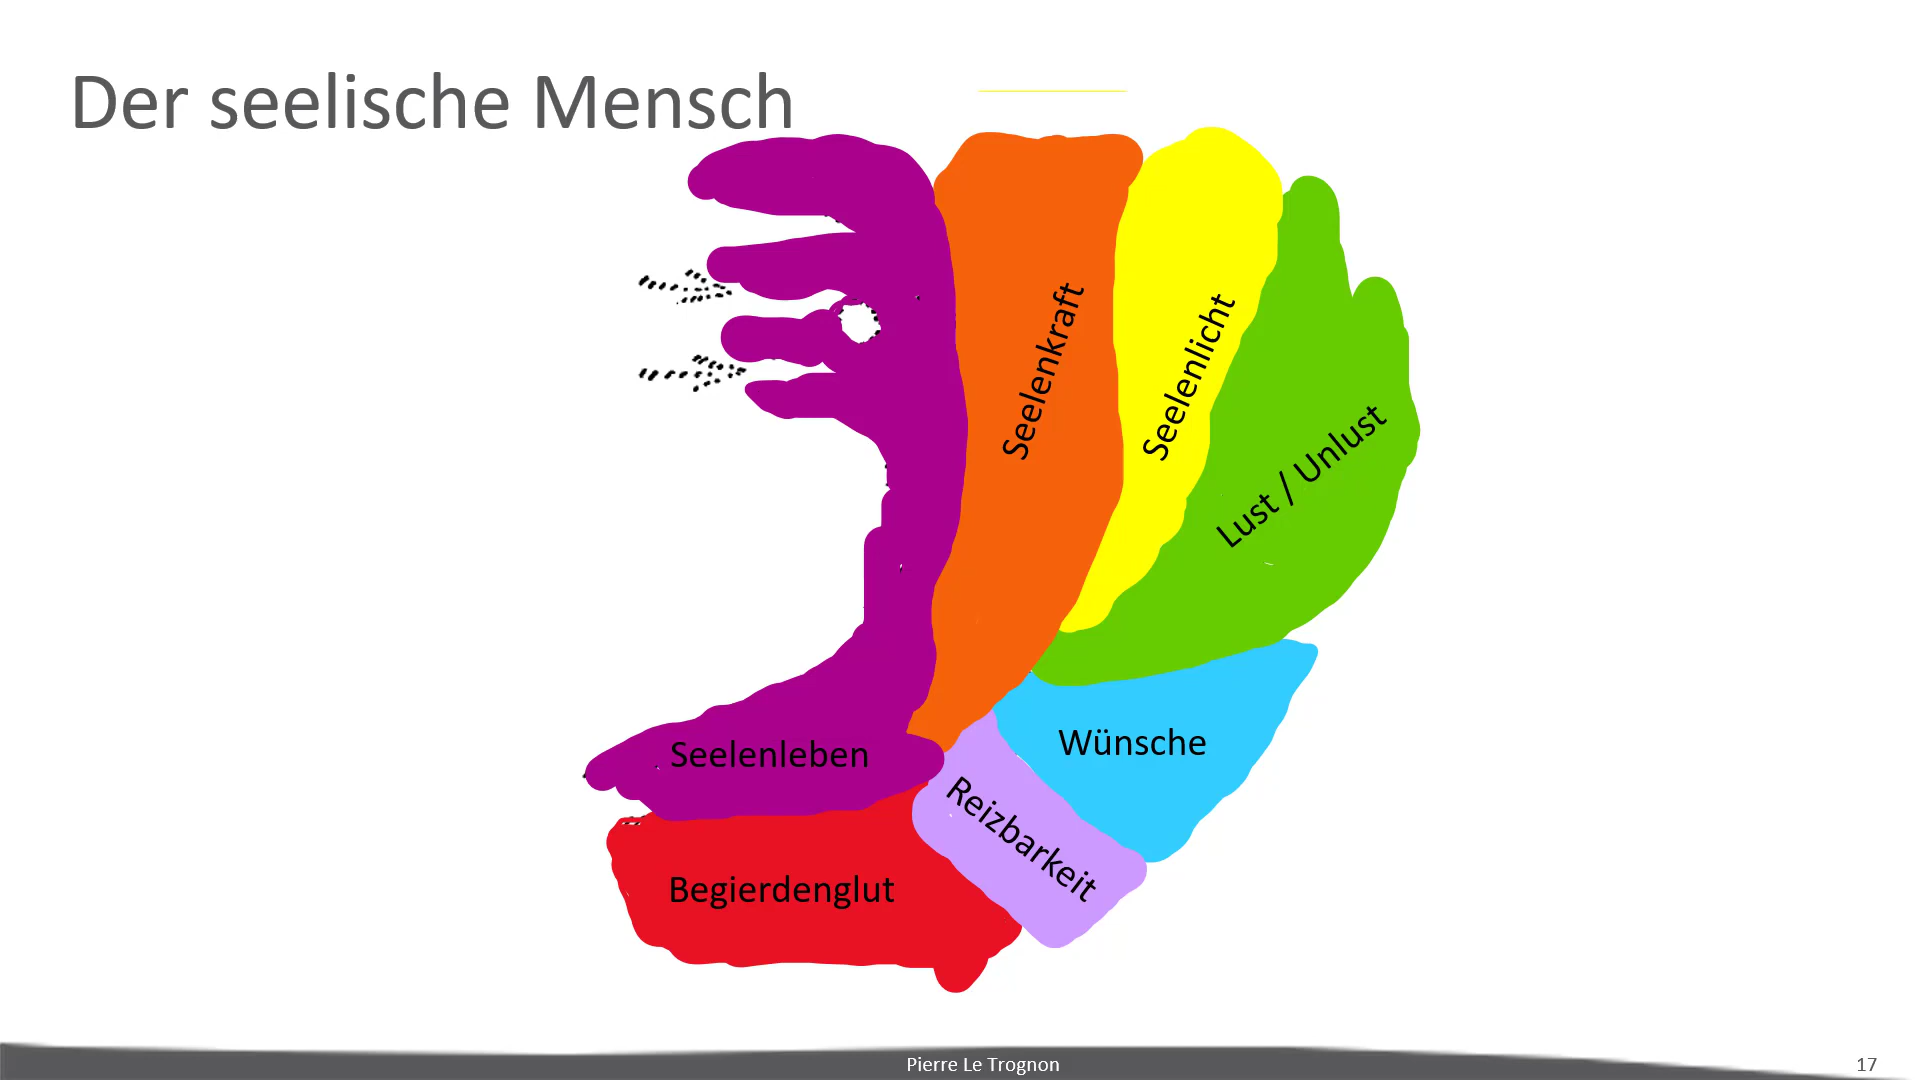 Der seelische Mensch
Seelenkraft
Seelenlicht
Lust / Unlust
Wünsche
Seelenleben
Reizbarkeit
Begierdenglut
Pierre Le Trognon
17